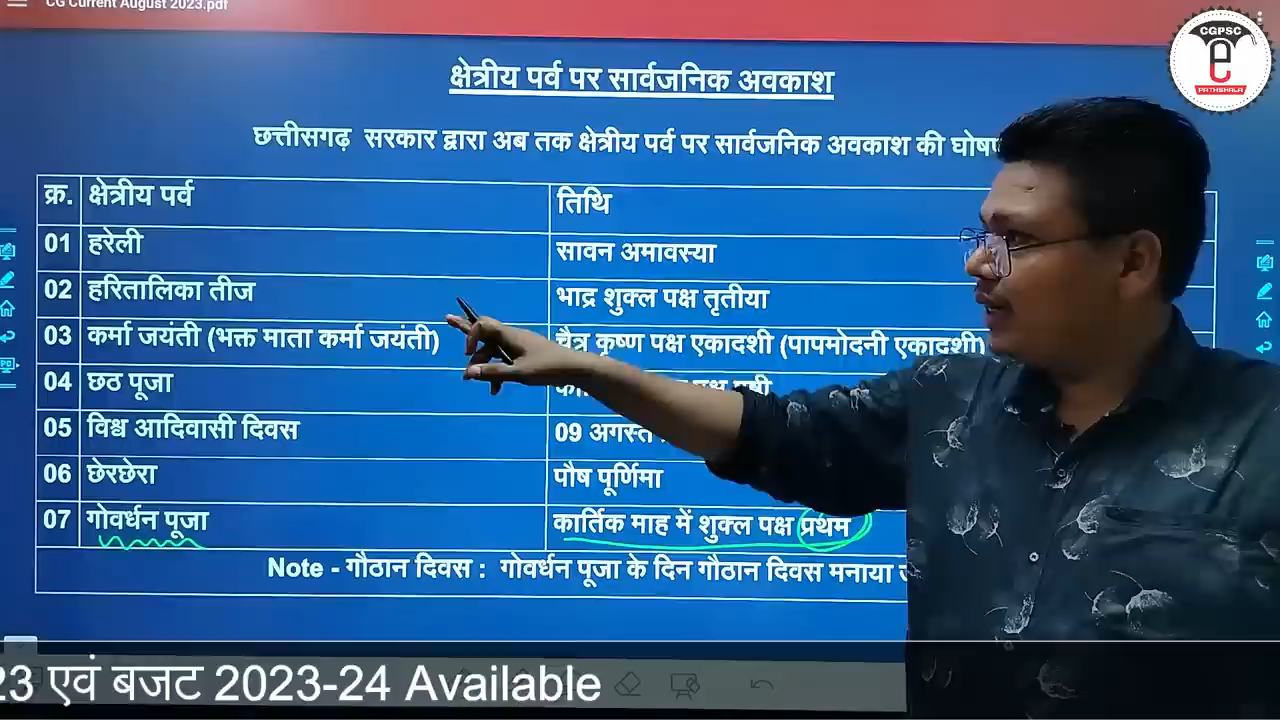 CG Current August 2023.pdf
CGPSC
e
PATHSHALA
क्षेत्रीय पर्व पर सार्वजनिक अवकाश
छत्तीसगढ़ सरकार द्वारा अब तक क्षेत्रीय पर्व पर सार्वजनिक अवकाश की
क्र. क्षेत्रीय पर्व तिथि
01 हरेली सावन अमावस्या
02 हरितालिका तीज भाद्र शुक्ल पक्ष तृतीया
03 कर्मा जयंती (भक्त माता कर्मा जयंती) चैत्र कृष्ण पक्ष एकादशी (पापमोदनी एकादशी)
04 छठ पूजा
05 विश्व आदिवासी दिवस 09 अगस्त
06 छेरछेरा पौष पूर्णिमा
07 गोवर्धन पूजा कार्तिक माह में शुक्ल पक्ष प्रथम
Note - गौठान दिवस : गोवर्धन पूजा के दिन गौठान दिवस मनाया
23 एवं बजट 2023-24 Available